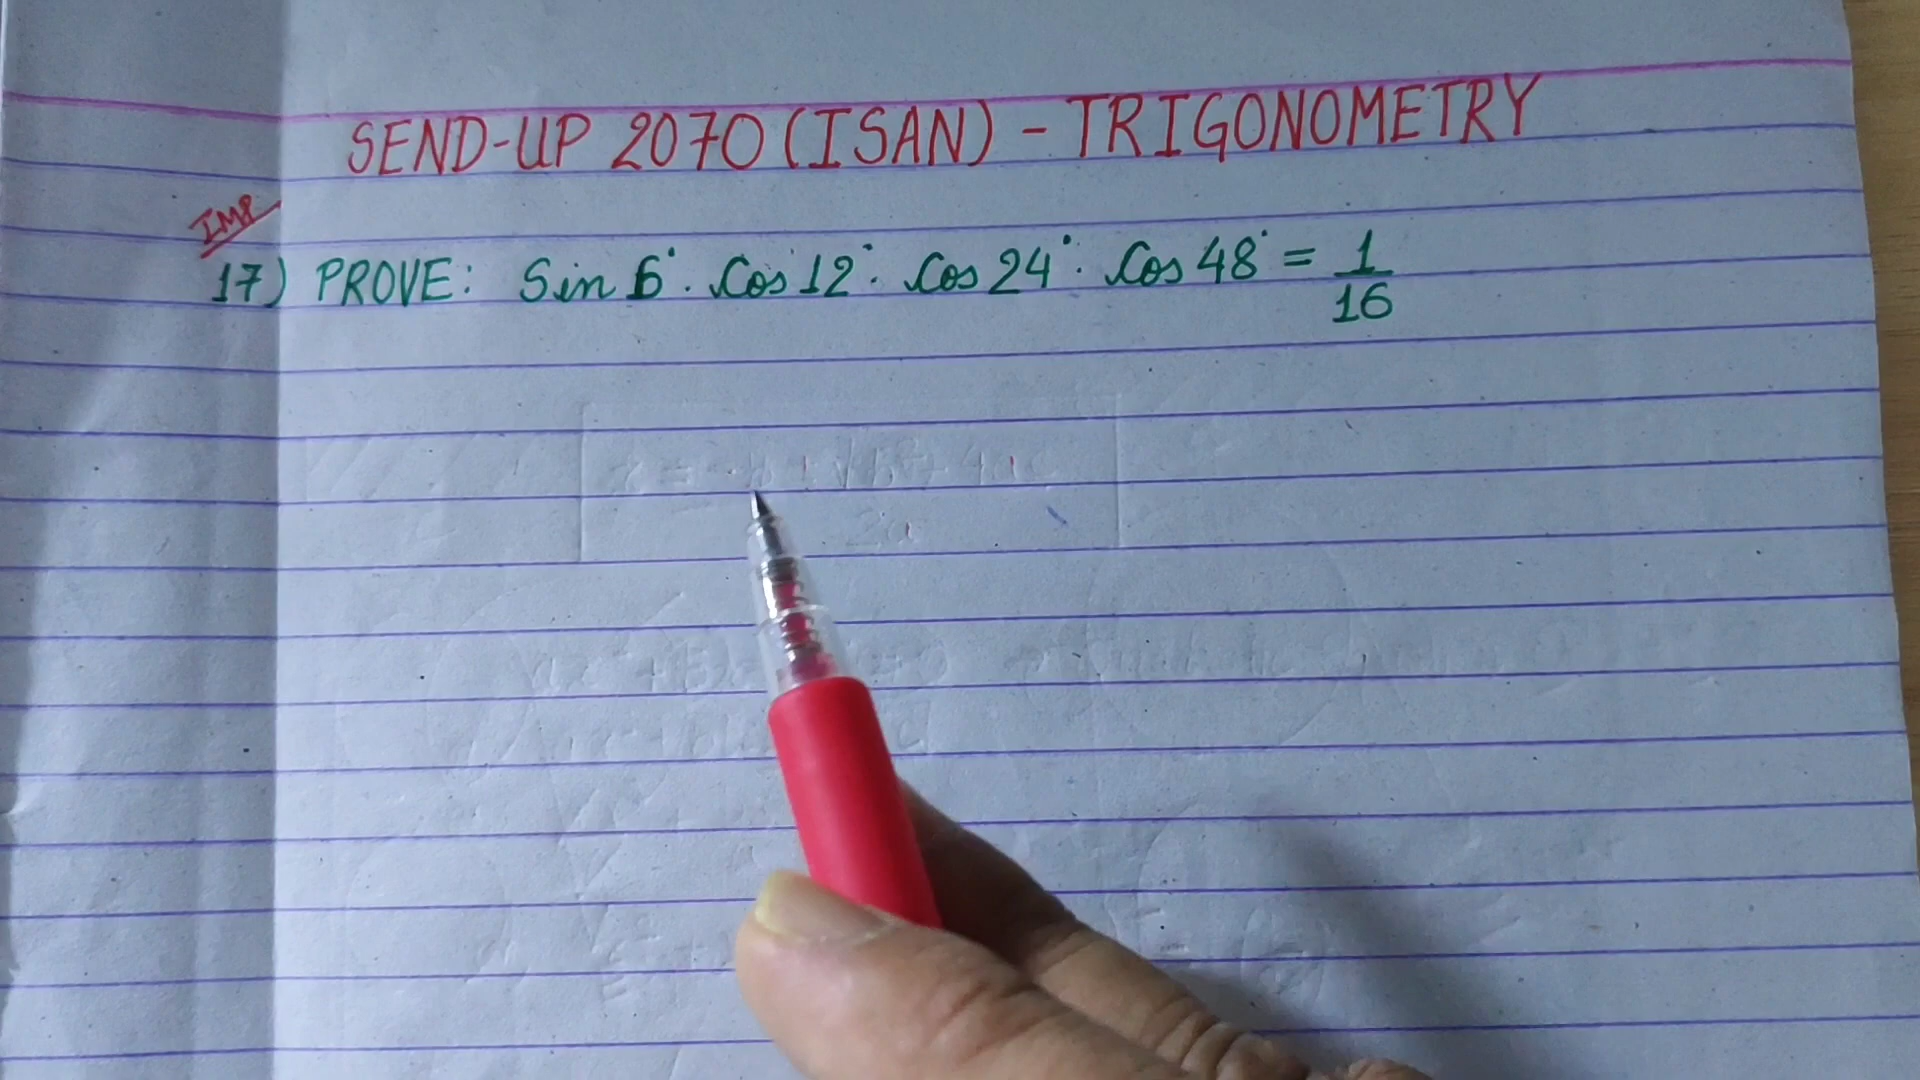 SEND-UP 2070 (ISAN) - TRIGONOMETRY
IMP
17) PROVE: Sin 6° · Cos 12° · Cos 24° · Cos 48° = 1/16